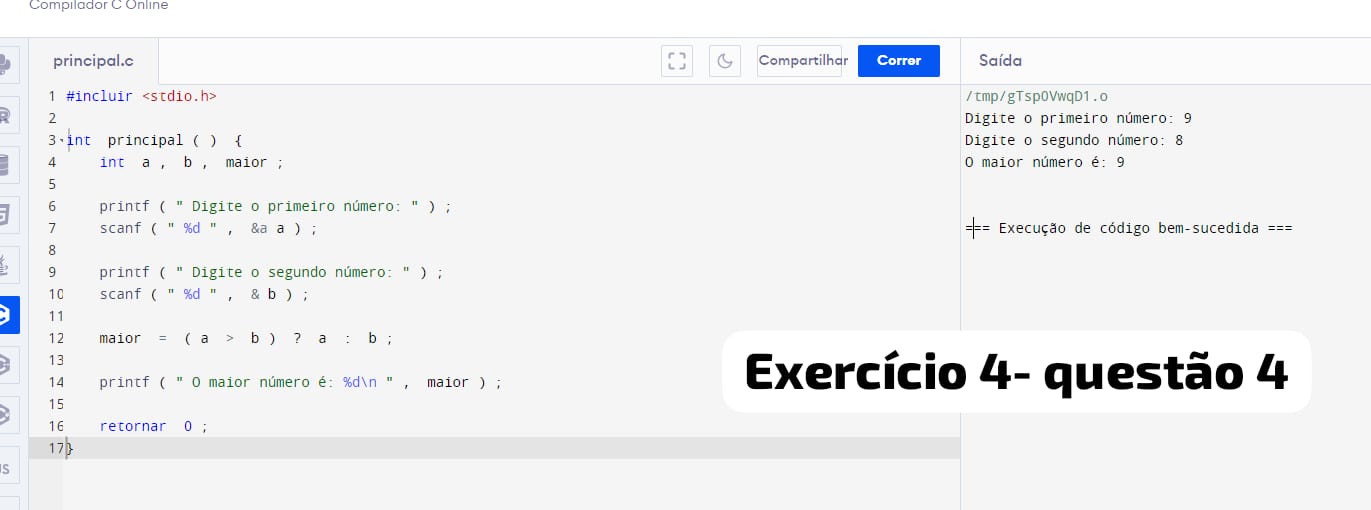 Compilador C Online
principal.c
Compartilhar
Correr
Saída
1 #incluir <stdio.h>
2
3 int principal ( ) {
4 int a , b , maior ;
5
6 printf ( " Digite o primeiro número: " ) ;
7 scanf ( " %d " , &a a ) ;
8
9 printf ( " Digite o segundo número: " ) ;
10 scanf ( " %d " , & b ) ;
11
12 maior = ( a > b ) ? a : b ;
13
14 printf ( " O maior número é: %d\n " , maior ) ;
15
16 retornar 0 ;
17 }
/tmp/gTsp0VwqD1.o
Digite o primeiro número: 9
Digite o segundo número: 8
O maior número é: 9
=== Execução de código bem-sucedida ===
Exercício 4- questão 4
JS